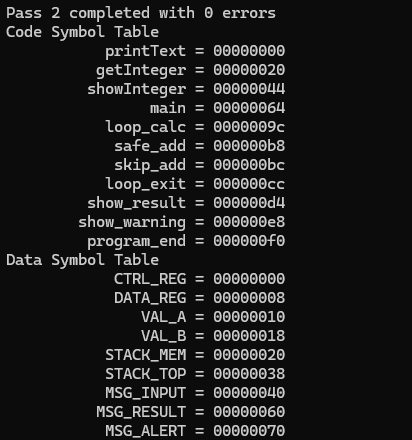 Pass 2 completed with 0 errors
Code Symbol Table
printText = 00000000
getInteger = 00000020
showInteger = 00000044
main = 00000064
loop_calc = 0000009c
safe_add = 000000b8
skip_add = 000000bc
loop_exit = 000000cc
show_result = 000000d4
show_warning = 000000e8
program_end = 000000f0
Data Symbol Table
CTRL_REG = 00000000
DATA_REG = 00000008
VAL_A = 00000010
VAL_B = 00000018
STACK_MEM = 00000020
STACK_TOP = 00000038
MSG_INPUT = 00000040
MSG_RESULT = 00000060
MSG_ALERT = 00000070